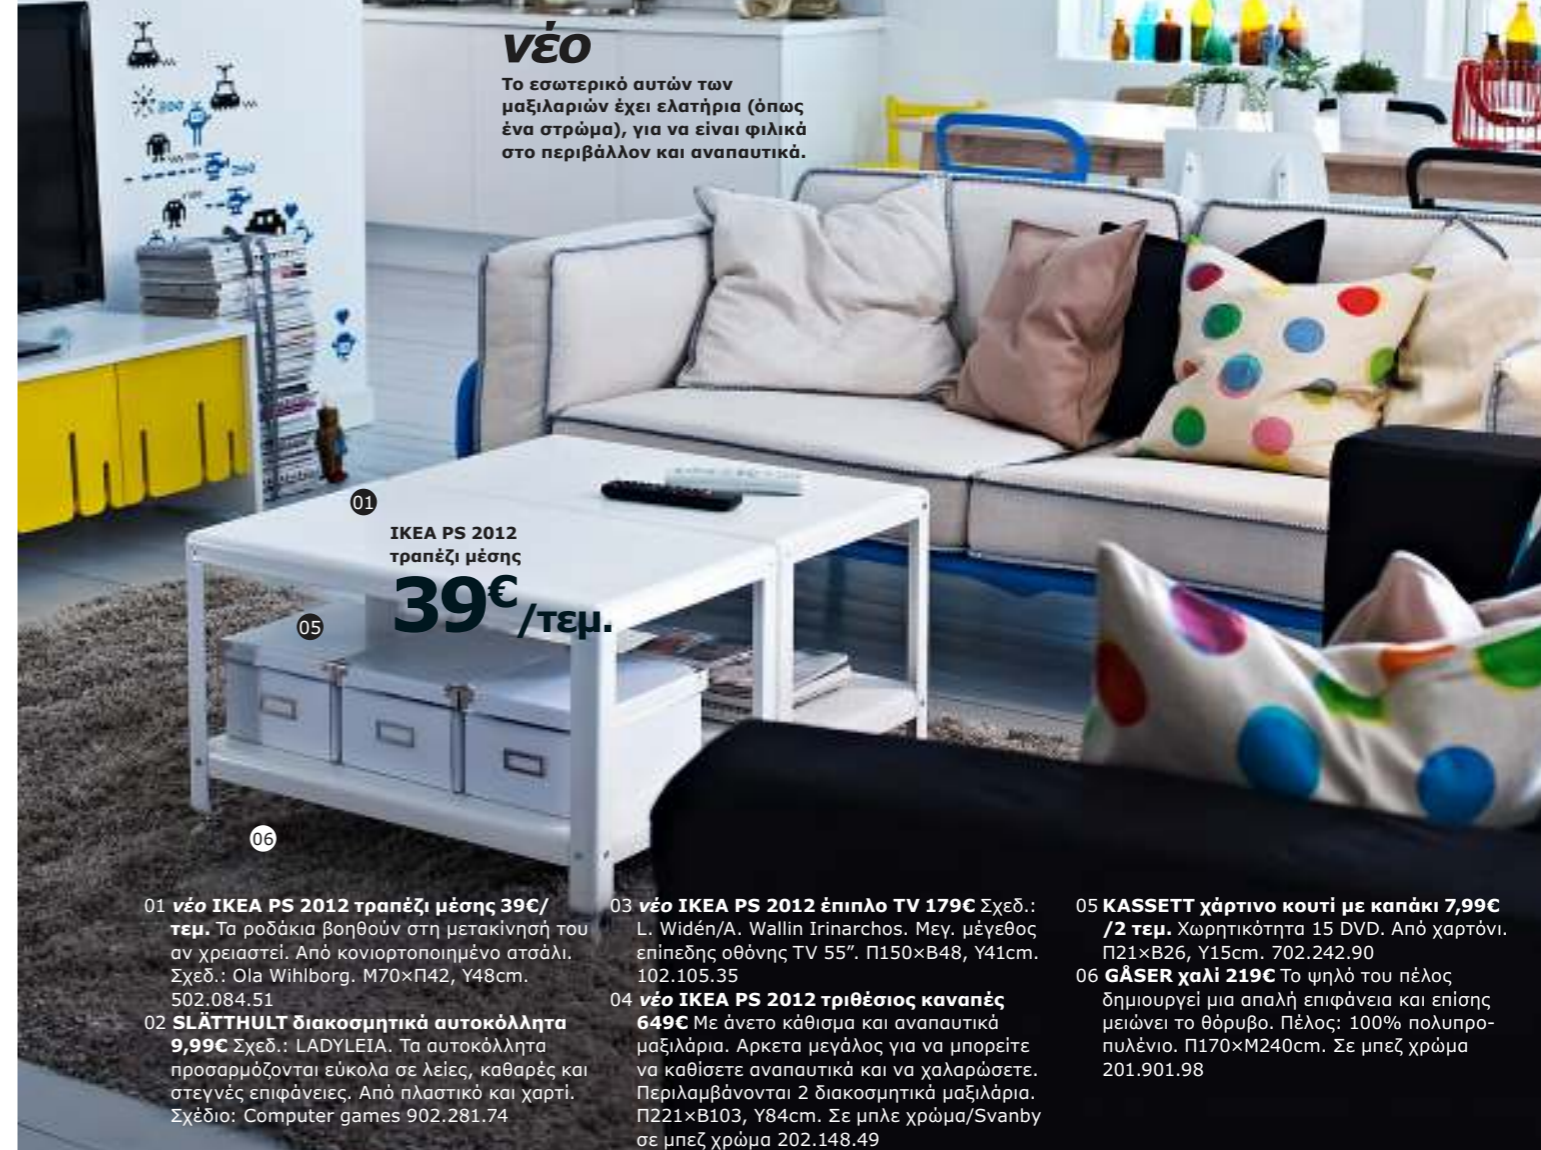 νέο
Το εσωτερικό αυτών των
μαξιλαριών έχει ελατήρια (όπως
ένα στρώμα), για να είναι φιλικά
στο περιβάλλον και αναπαυτικά.
01
IKEA PS 2012
τραπέζι μέσης
39€/τεμ.
05
06
01 νέο IKEA PS 2012 τραπέζι μέσης 39€/
τεμ. Τα ροδάκια βοηθούν στη μετακίνησή του
αν χρειαστεί. Από κονιορτοποιημένο ατσάλι.
Σχεδ.: Ola Wihlborg. Μ70×Π42, Υ48cm.
502.084.51
02 SLÄTTHULT διακοσμητικά αυτοκόλλητα
9,99€ Σχεδ.: LADYLEIA. Τα αυτοκόλλητα
προσαρμόζονται εύκολα σε λείες, καθαρές και
στεγνές επιφάνειες. Από πλαστικό και χαρτί.
Σχέδιο: Computer games 902.281.74
03 νέο IKEA PS 2012 έπιπλο TV 179€ Σχεδ.:
L. Widén/A. Wallin Irinarchos. Μεγ. μέγεθος
επίπεδης οθόνης TV 55”. Π150×Β48, Υ41cm.
102.105.35
04 νέο IKEA PS 2012 τριθέσιος καναπές
649€ Με άνετο κάθισμα και αναπαυτικά
μαξιλάρια. Αρκετα μεγάλος για να μπορείτε
να καθίσετε αναπαυτικά και να χαλαρώσετε.
Περιλαμβάνονται 2 διακοσμητικά μαξιλάρια.
Π221×Β103, Υ84cm. Σε μπλε χρώμα/Svanby
σε μπεζ χρώμα 202.148.49
05 KASSETT χάρτινο κουτί με καπάκι 7,99€
/2 τεμ. Χωρητικότητα 15 DVD. Από χαρτόνι.
Π21×Β26, Υ15cm. 702.242.90
06 GÅSER χαλί 219€ Το ψηλό του πέλος
δημιουργεί μια απαλή επιφάνεια και επίσης
μειώνει το θόρυβο. Πέλος: 100% πολυπρο-
πυλένιο. Π170×Μ240cm. Σε μπεζ χρώμα
201.901.98